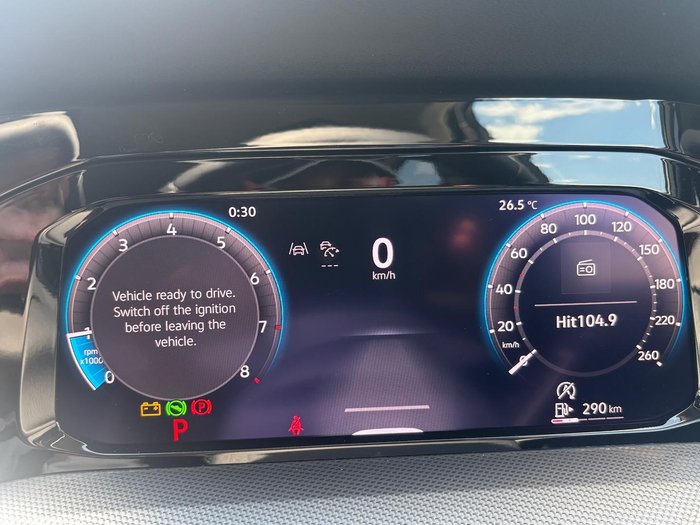 0:30
26.5 °C
0
km/h
0
1
2
3
4
5
6
7
8
rpm
x1000
Vehicle ready to drive.
Switch off the ignition
before leaving the
vehicle.
0
20
40
60
80
100
120
150
180
220
260
km/h
Hit104.9
P
P
290 km